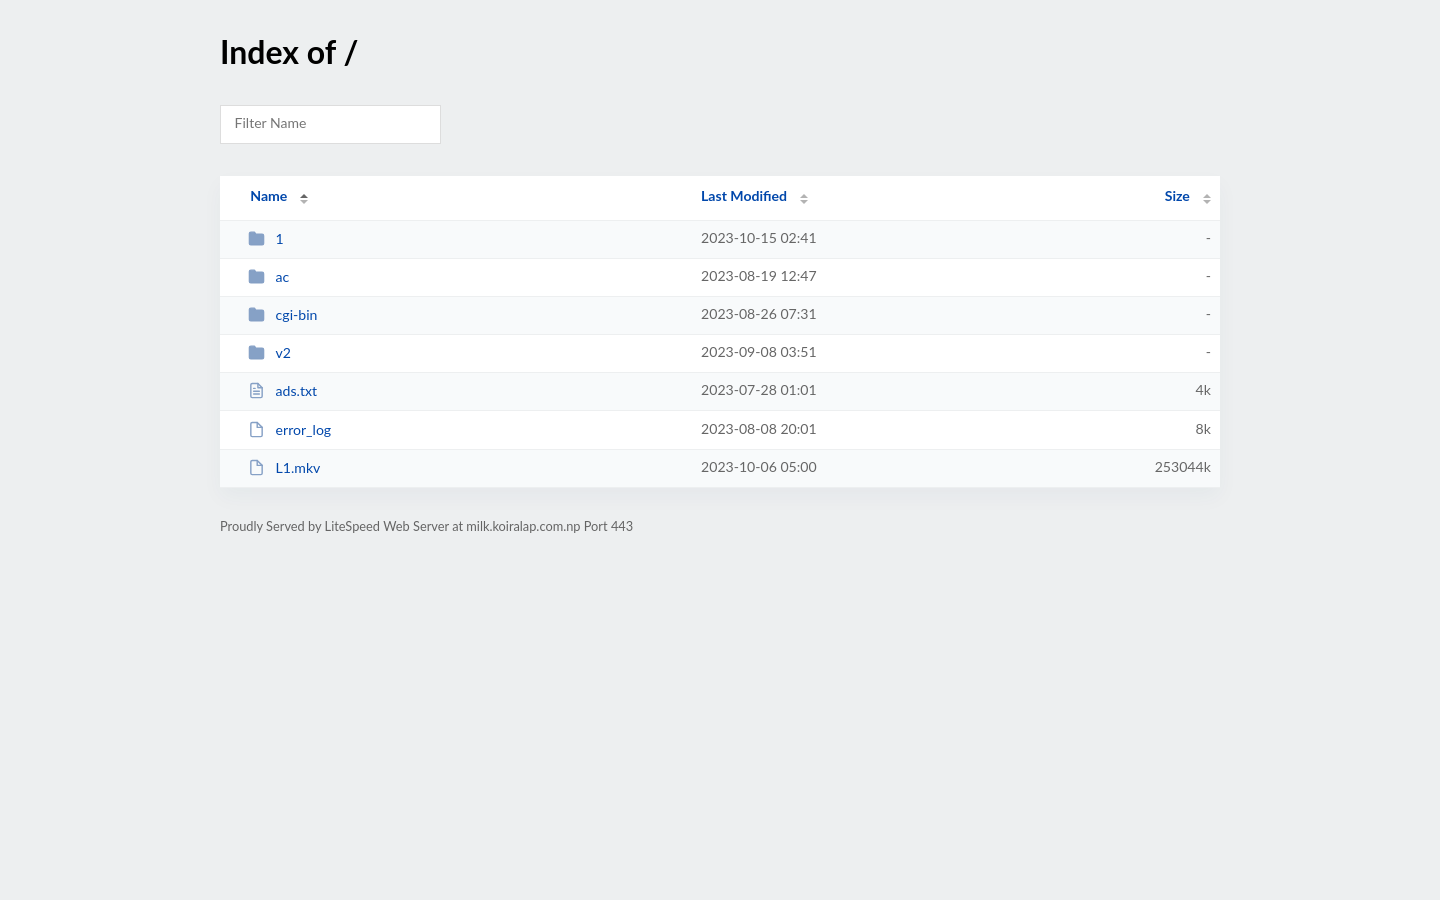 Index of /
Filter Name
Name Last Modified Size
1 2023-10-15 02:41 -
ac 2023-08-19 12:47 -
cgi-bin 2023-08-26 07:31 -
v2 2023-09-08 03:51 -
ads.txt 2023-07-28 01:01 4k
error_log 2023-08-08 20:01 8k
L1.mkv 2023-10-06 05:00 253044k
Proudly Served by LiteSpeed Web Server at milk.koiralap.com.np Port 443